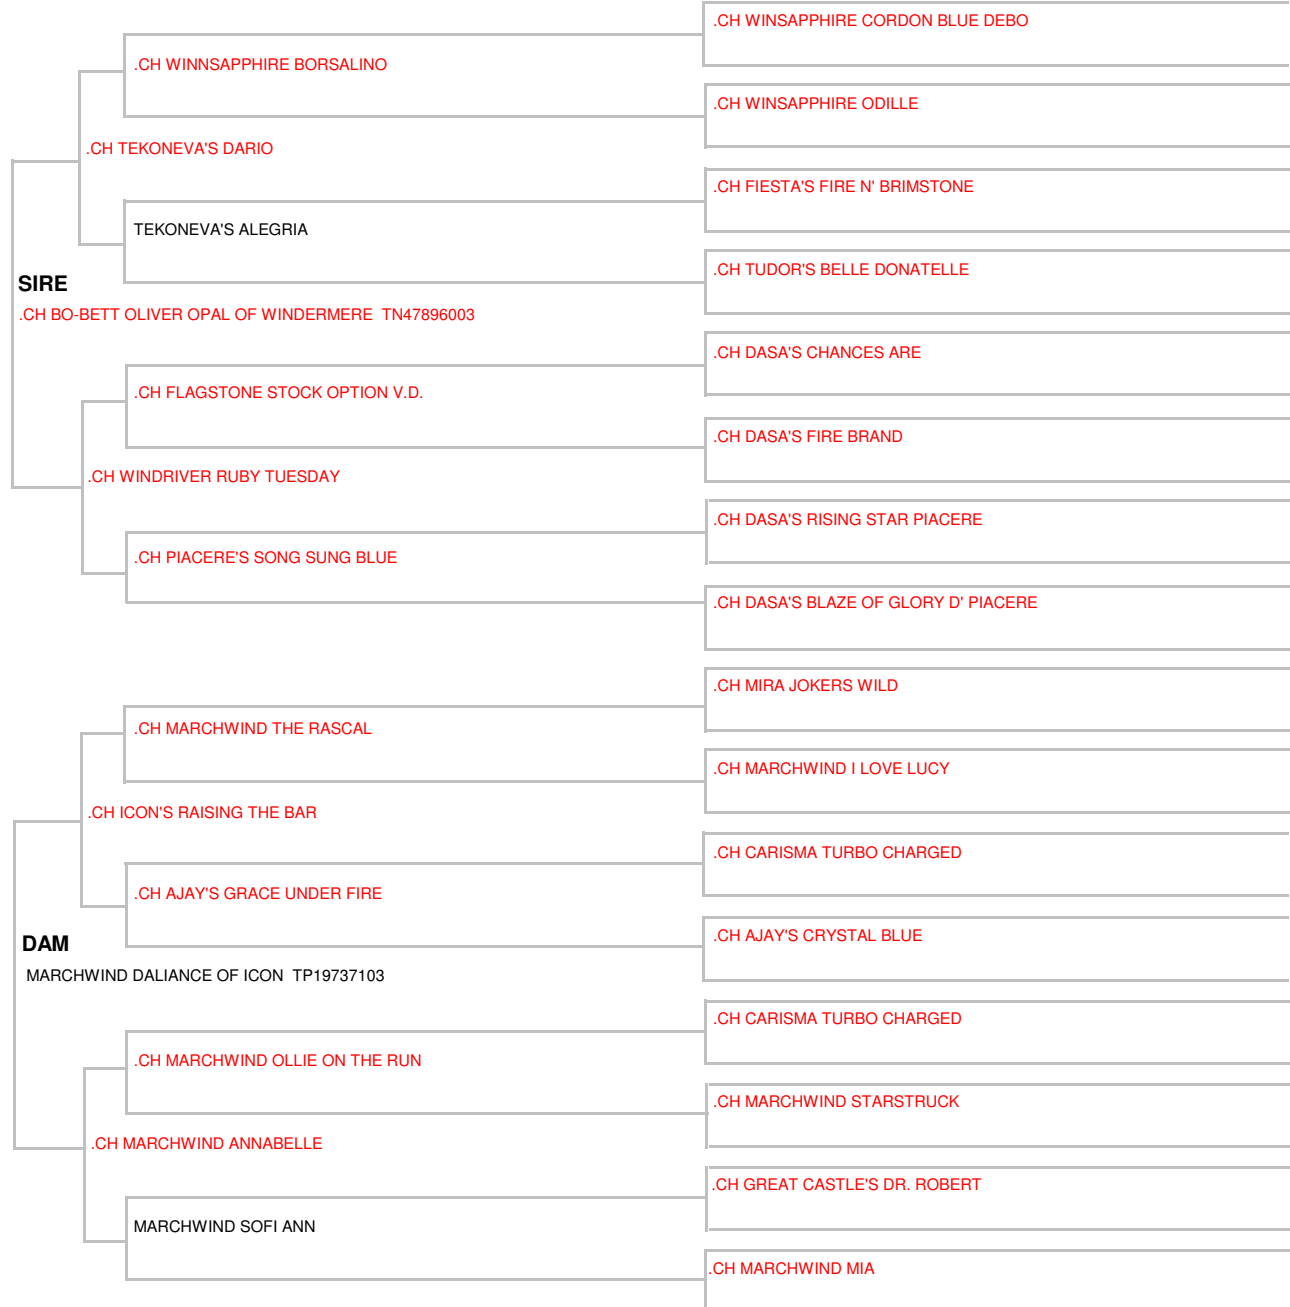 .CH WINSAPPHIRE CORDON BLUE DEBO
.CH WINNSAPPHIRE BORSALINO
.CH WINSAPPHIRE ODILLE
.CH TEKONEVA'S DARIO
.CH FIESTA'S FIRE N' BRIMSTONE
TEKONEVA'S ALEGRIA
.CH TUDOR'S BELLE DONATELLE
SIRE
.CH BO-BETT OLIVER OPAL OF WINDERMERE TN47896003
.CH DASA'S CHANCES ARE
.CH FLAGSTONE STOCK OPTION V.D.
.CH DASA'S FIRE BRAND
.CH WINDRIVER RUBY TUESDAY
.CH DASA'S RISING STAR PIACERE
.CH PIACERE'S SONG SUNG BLUE
.CH DASA'S BLAZE OF GLORY D' PIACERE
.CH MIRA JOKERS WILD
.CH MARCHWIND THE RASCAL
.CH MARCHWIND I LOVE LUCY
.CH ICON'S RAISING THE BAR
.CH CARISMA TURBO CHARGED
.CH AJAY'S GRACE UNDER FIRE
.CH AJAY'S CRYSTAL BLUE
DAM
MARCHWIND DALIANCE OF ICON TP19737103
.CH CARISMA TURBO CHARGED
.CH MARCHWIND OLLIE ON THE RUN
.CH MARCHWIND STARSTRUCK
.CH MARCHWIND ANNABELLE
.CH GREAT CASTLE'S DR. ROBERT
MARCHWIND SOFI ANN
.CH MARCHWIND MIA